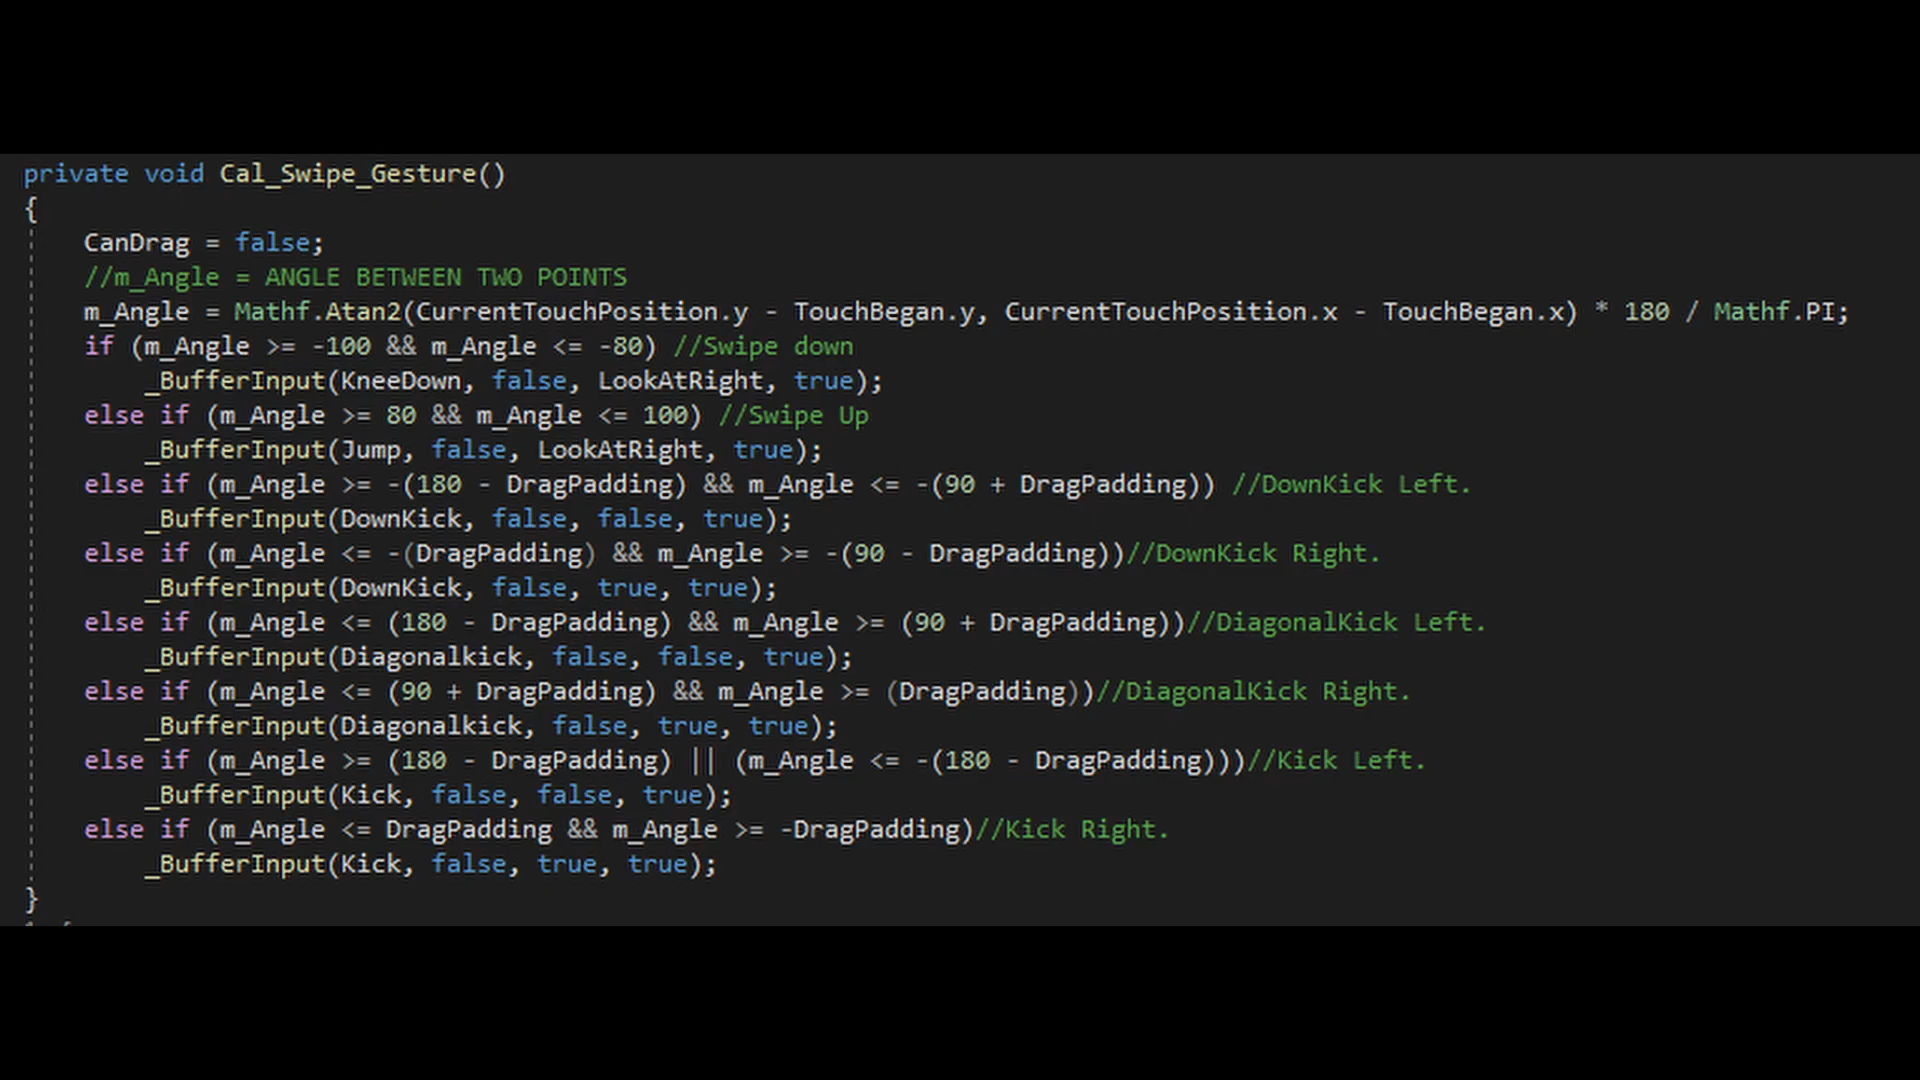 private void Cal_Swipe_Gesture()
{
    CanDrag = false;
    //m_Angle = ANGLE BETWEEN TWO POINTS
    m_Angle = Mathf.Atan2(CurrentTouchPosition.y - TouchBegan.y, CurrentTouchPosition.x - TouchBegan.x) * 180 / Mathf.PI;
    if (m_Angle >= -100 && m_Angle <= -80) //Swipe down
        _BufferInput(KneeDown, false, LookAtRight, true);
    else if (m_Angle >= 80 && m_Angle <= 100) //Swipe Up
        _BufferInput(Jump, false, LookAtRight, true);
    else if (m_Angle >= -(180 - DragPadding) && m_Angle <= -(90 + DragPadding)) //DownKick Left.
        _BufferInput(DownKick, false, false, true);
    else if (m_Angle <= -(DragPadding) && m_Angle >= -(90 - DragPadding))//DownKick Right.
        _BufferInput(DownKick, false, true, true);
    else if (m_Angle <= (180 - DragPadding) && m_Angle >= (90 + DragPadding))//DiagonalKick Left.
        _BufferInput(Diagonalkick, false, false, true);
    else if (m_Angle <= (90 + DragPadding) && m_Angle >= (DragPadding))//DiagonalKick Right.
        _BufferInput(Diagonalkick, false, true, true);
    else if (m_Angle >= (180 - DragPadding) || (m_Angle <= -(180 - DragPadding)))//Kick Left.
        _BufferInput(Kick, false, false, true);
    else if (m_Angle <= DragPadding && m_Angle >= -DragPadding)//Kick Right.
        _BufferInput(Kick, false, true, true);
}